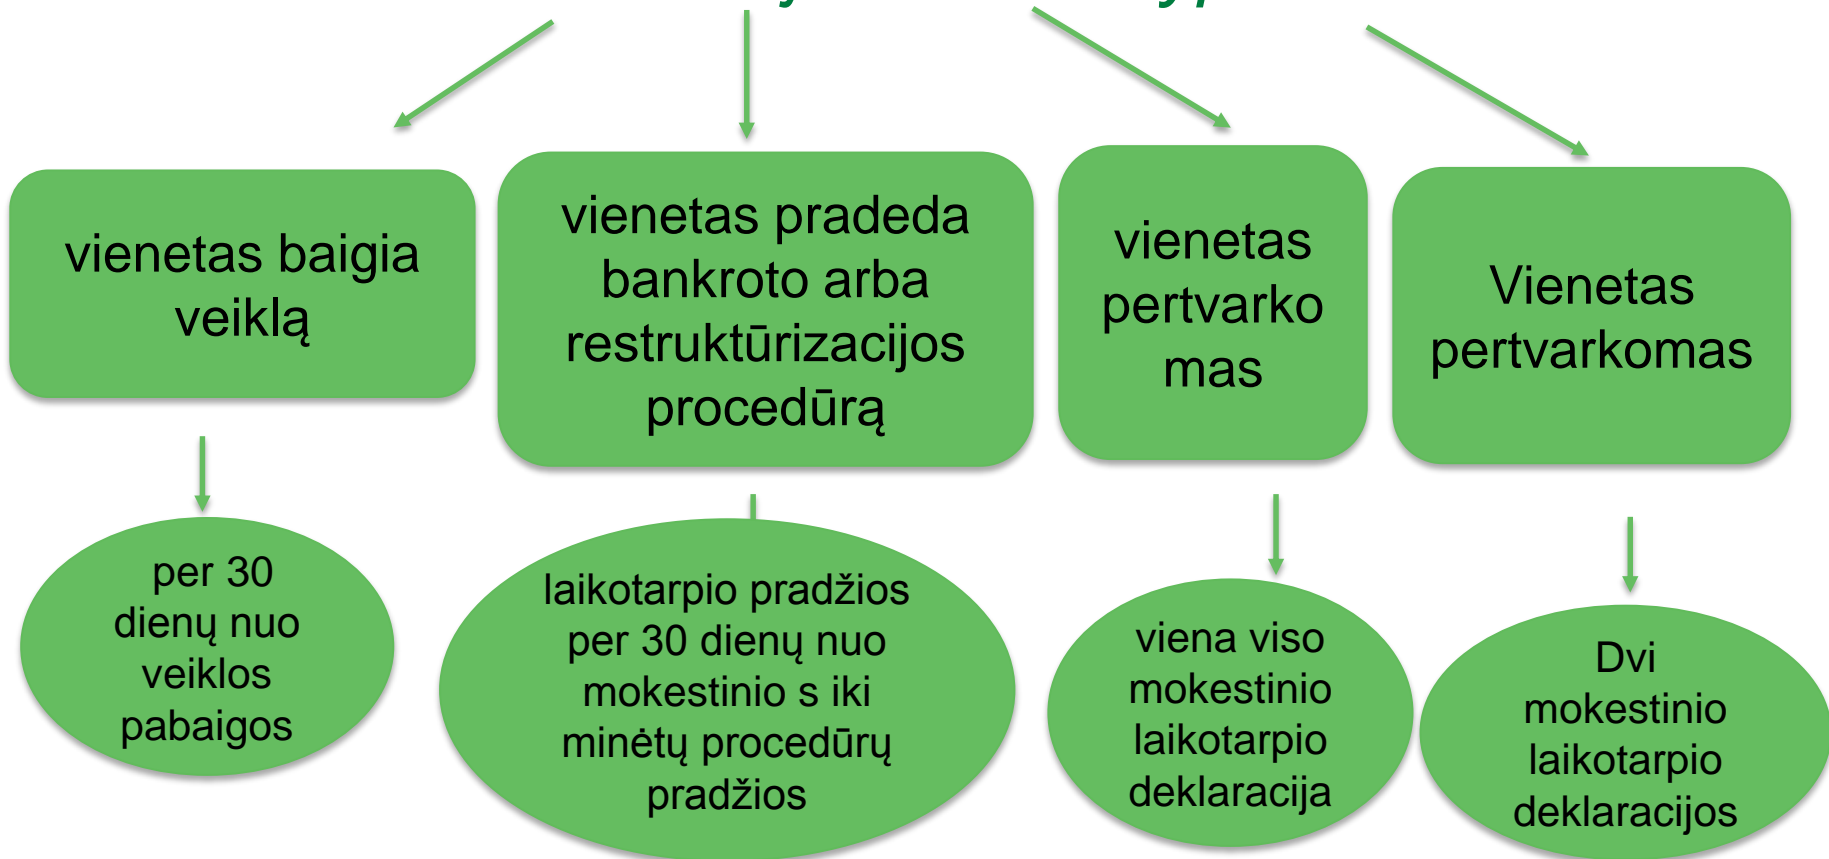 vienetas baigia
veiklą
vienetas pradeda
bankroto arba
restruktūrizacijos
procedūrą
vienetas
pertvarko
mas
Vienetas
pertvarkomas
per 30
dienų nuo
veiklos
pabaigos
laikotarpio pradžios
per 30 dienų nuo
mokestinio s iki
minėtų procedūrų
pradžios
viena viso
mokestinio
laikotarpio
deklaracija
Dvi
mokestinio
laikotarpio
deklaracijos